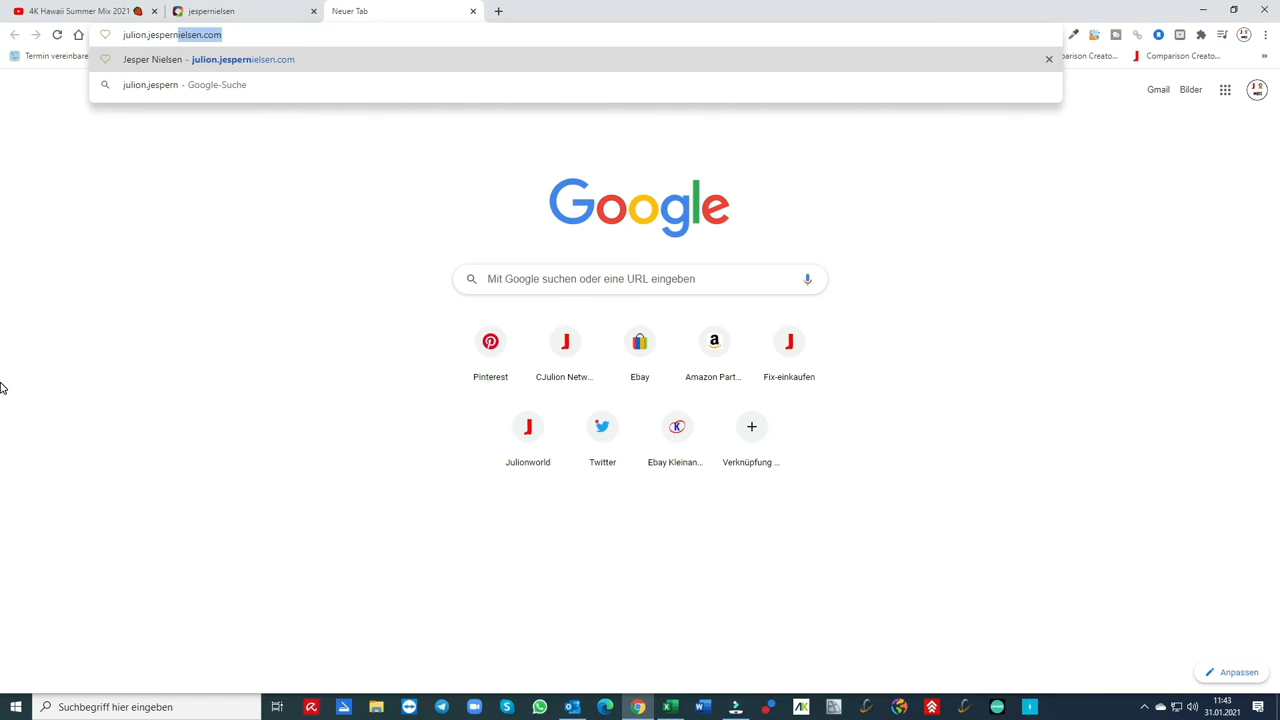 4K Hawaii Summer Mix 2021
jespernielsen
Neuer Tab
julion.jespernielsen.com
Termin vereinbare
Jesper Nielsen - julion.jespernielsen.com
parison Creato...
Comparison Creato...
julion.jespern - Google-Suche
Gmail
Bilder
Google
Mit Google suchen oder eine URL eingeben
Pinterest
CJulion Netw...
Ebay
Amazon Part...
Fix-einkaufen
Julionworld
Twitter
Ebay Kleinan...
Verknüpfung ...
Anpassen
Suchbegriff hier eingeben
11:43
31.01.2021